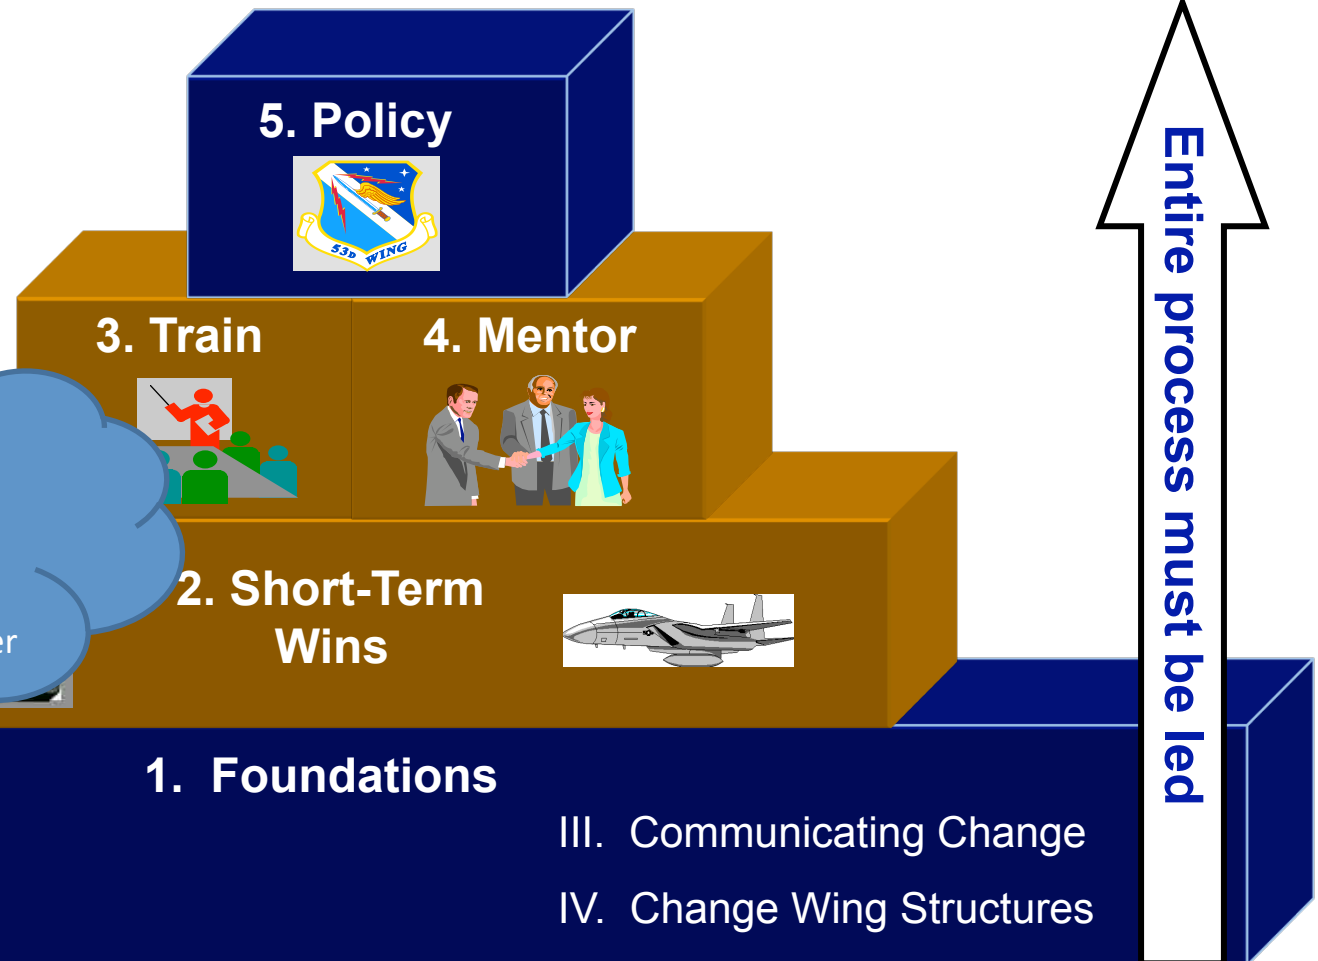 5. Policy
53D WING
3. Train
4. Mentor
2. Short-Term
Wins
1. Foundations
III. Communicating Change
IV. Change Wing Structures
Entire process must be led